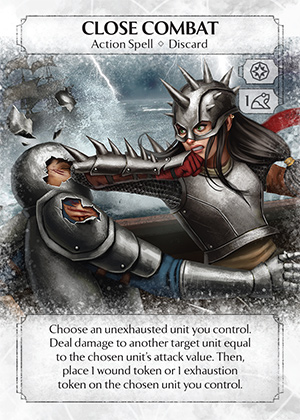 CLOSE COMBAT
Action Spell ⬦ Discard
1
Choose an unexhausted unit you control.
Deal damage to another target unit equal
to the chosen unit's attack value. Then,
place 1 wound token or 1 exhaustion
token on the chosen unit you control.